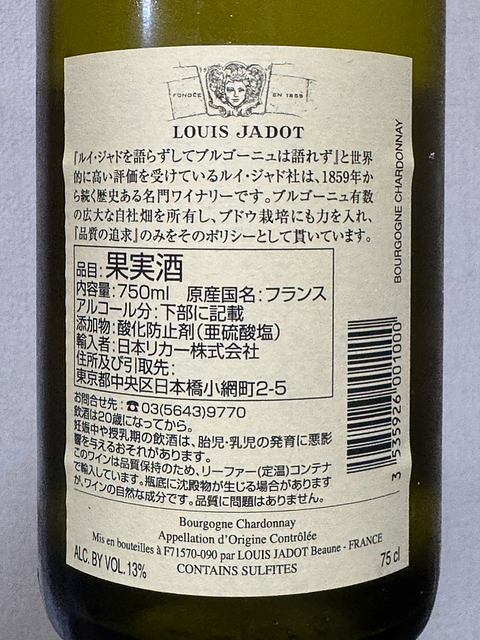 FONDÉE EN 1859
LOUIS JADOT
『ルイ・ジャドを語らずしてブルゴーニュは語れず』と世界
的に高い評価を受けているルイ・ジャド社は、1859年か
ら続く歴史ある名門ワイナリーです。ブルゴーニュ有数
の広大な自社畑を所有し、ブドウ栽培にも力を入れ、
『品質の追求』のみをそのポリシーとして貫いています。
品目:果実酒
内容量:750ml 原産国名:フランス
アルコール分:下部に記載
添加物:酸化防止剤(亜硫酸塩)
輸入者:日本リカー株式会社
住所及び引取先:
東京都中央区日本橋小網町2-5
お問合せ先:☎03(5643)9770
飲酒は20歳になってから。
妊娠中や授乳期の飲酒は、胎児・乳児の発育に悪影
響を与えるおそれがあります。
このワインは品質保持のため、リーファー(定温)コンテナ
で輸入しています。瓶底に沈殿物が生じる場合があります
が、ワインの自然な成分です。品質に問題はありません。
BOURGOGNE CHARDONNAY
3 535926 001000
Bourgogne Chardonnay
Appellation d'Origine Contrôlée
Mis en bouteilles à F71570-090 par LOUIS JADOT Beaune - FRANCE
ALC. BY VOL. 13% CONTAINS SULFITES 75 cl